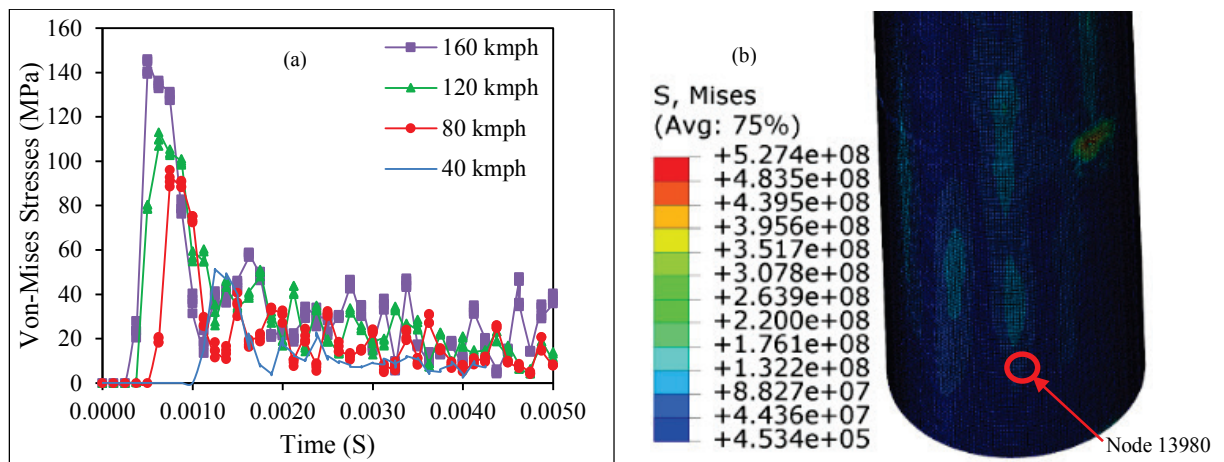 160
140
120
100
80
60
40
20
0
Von-Mises Stresses (MPa)
(a)
160 kmph
120 kmph
80 kmph
40 kmph
0.0000
0.0010
0.0020
0.0030
0.0040
0.0050
Time (S)
(b)
S, Mises
(Avg: 75%)
+5.274e+08
+4.835e+08
+4.395e+08
+3.956e+08
+3.517e+08
+3.078e+08
+2.639e+08
+2.200e+08
+1.761e+08
+1.322e+08
+8.827e+07
+4.436e+07
+4.534e+05
Node 13980